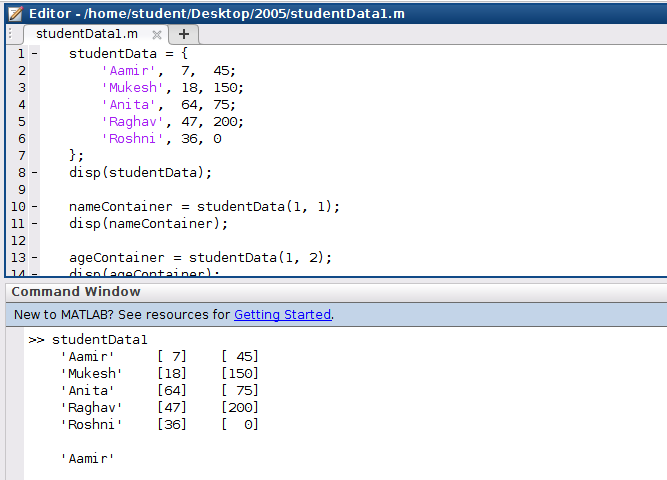 Editor - /home/student/Desktop/2005/studentData1.m
studentData1.m × +
1 - studentData = {
2 'Aamir', 7, 45;
3 'Mukesh', 18, 150;
4 'Anita', 64, 75;
5 'Raghav', 47, 200;
6 'Roshni', 36, 0
7 };
8 - disp(studentData);
9
10 - nameContainer = studentData(1, 1);
11 - disp(nameContainer);
12
13 - ageContainer = studentData(1, 2);
14 - disp(ageContainer);
Command Window
New to MATLAB? See resources for Getting Started.
>> studentData1
'Aamir' [ 7] [ 45]
'Mukesh' [18] [150]
'Anita' [64] [ 75]
'Raghav' [47] [200]
'Roshni' [36] [ 0]
'Aamir'